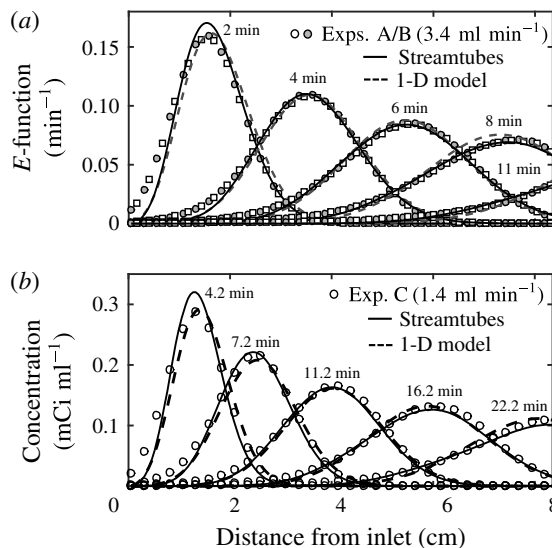 (a)
0.15
0.10
0.05
0
E-function
(min⁻¹)
2 min
4 min
6 min
8 min
11 min
Exps. A/B (3.4 ml min⁻¹)
Streamtubes
1-D model
(b)
0.3
0.2
0.1
0
Concentration
(mCi ml⁻¹)
4.2 min
7.2 min
11.2 min
16.2 min
22.2 min
Exp. C (1.4 ml min⁻¹)
Streamtubes
1-D model
0 2 4 6 8
Distance from inlet (cm)